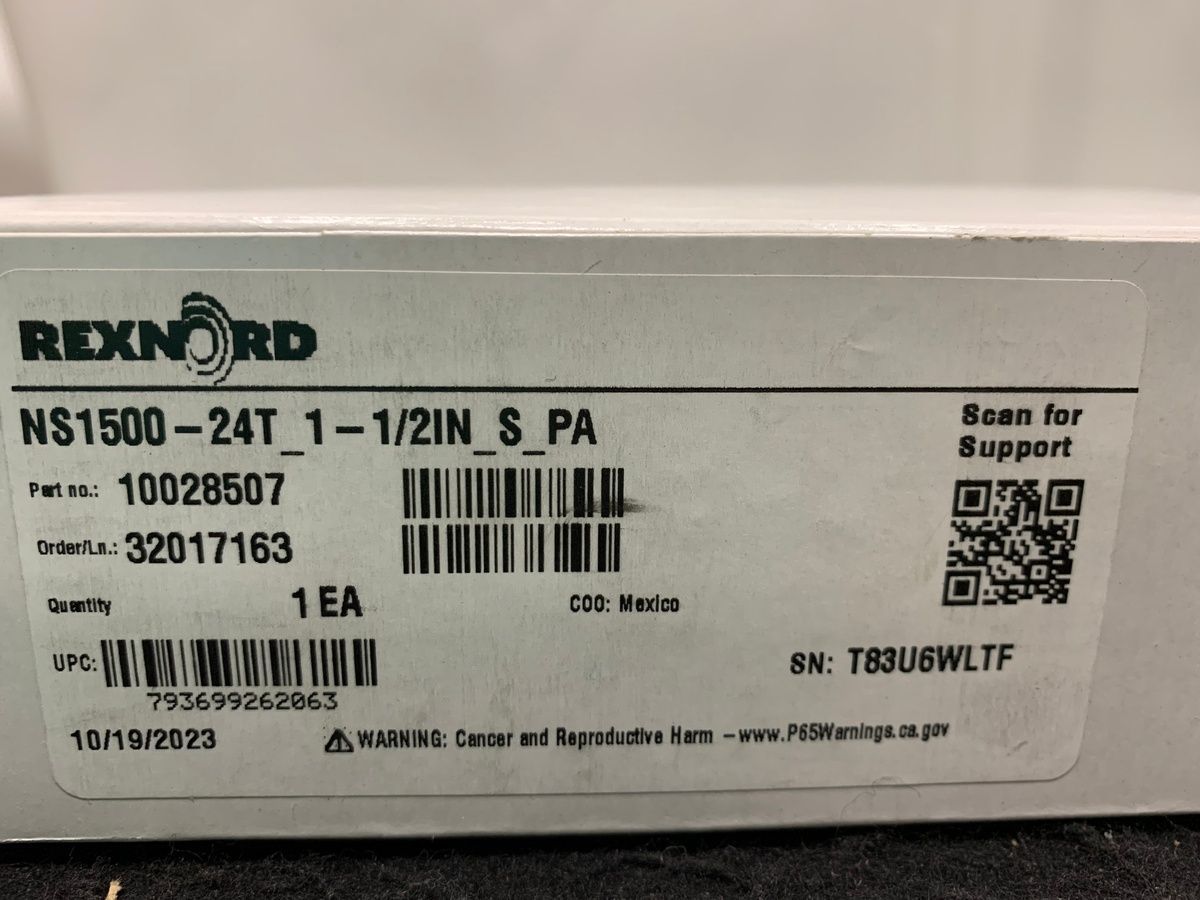 REXNORD
NS1500-24T_1-1/2IN_S_PA
Scan for
Support
Part no.: 10028507
Order/Ln.: 32017163
Quantity 1 EA COO: Mexico
UPC:
793699262063
SN: T83U6WLTF
10/19/2023 ⚠ WARNING: Cancer and Reproductive Harm -www.P65Warnings.ca.gov